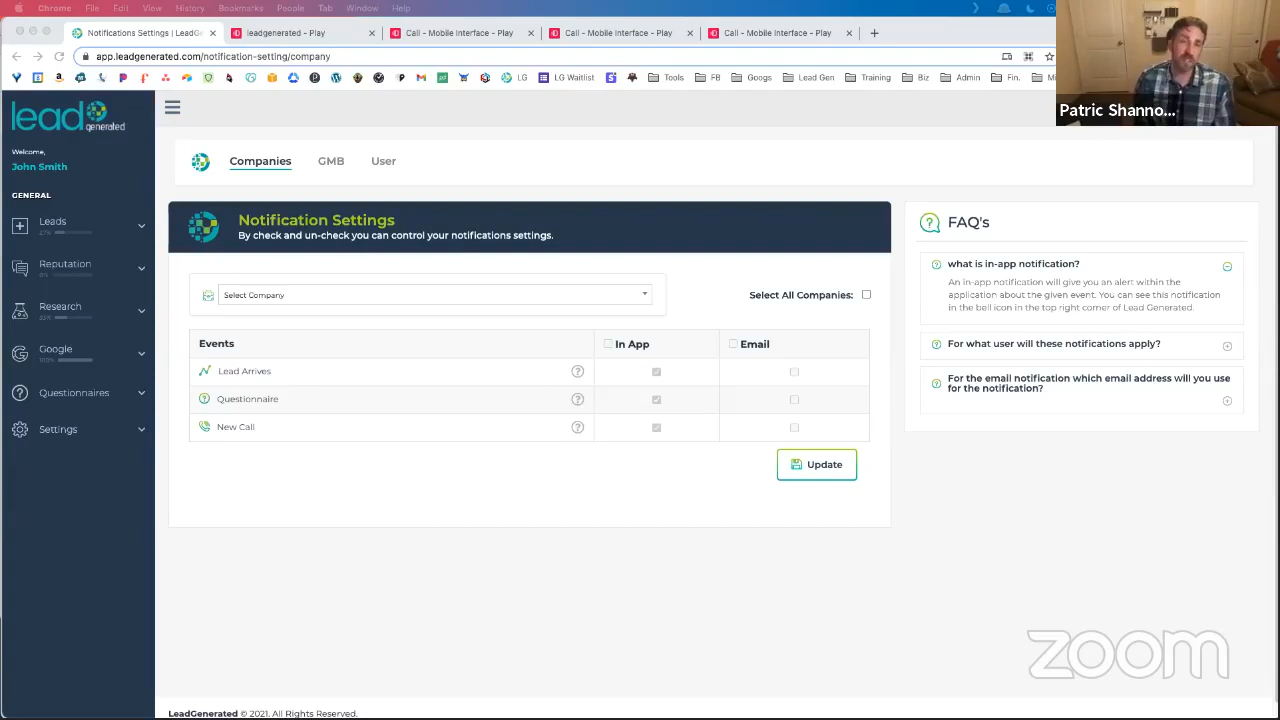 Chrome File Edit View History Bookmarks People Tab Window Help
Notifications Settings | LeadG
leadgenerated - Play
Call - Mobile Interface - Play
Call - Mobile Interface - Play
Call - Mobile Interface - Play
app.leadgenerated.com/notification-setting/company
LG
LG Waitlist
Tools
FB
Googs
Lead Gen
Training
Biz
Admin
Fin.
Patric Shanno...
lead generated
Welcome,
John Smith
GENERAL
Leads
27%
Reputation
0%
Research
Google
100%
Questionnaires
Settings
Companies GMB User
Notification Settings
By check and un-check you can control your notifications settings.
Select Company
Select All Companies:
Events In App Email
Lead Arrives
Questionnaire
New Call
Update
FAQ's
what is in-app notification?
An in-app notification will give you an alert within the
application about the given event. You can see this notification
in the bell icon in the top right corner of Lead Generated.
For what user will these notifications apply?
For the email notification which email address will you use
for the notification?
zoom
LeadGenerated © 2021. All Rights Reserved.